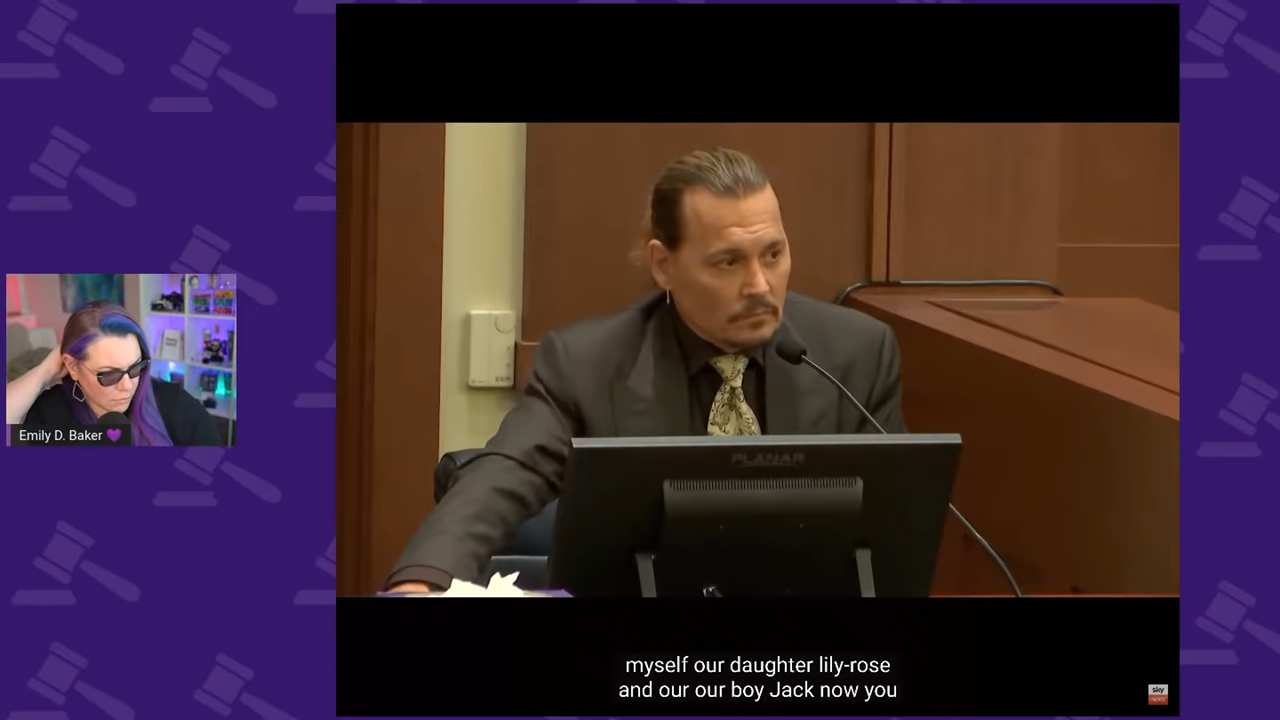 Emily D. Baker 💜
PLANAR
myself our daughter lily-rose
and our our boy Jack now you
sky
news